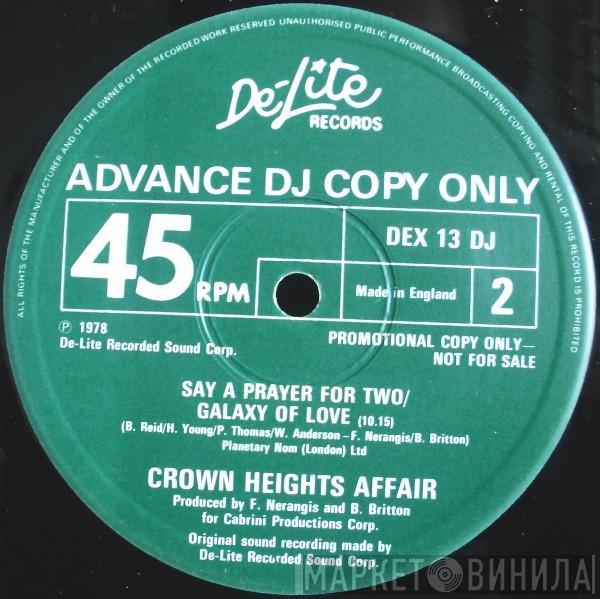 ALL RIGHTS OF THE MANUFACTURER AND OF THE OWNER OF THE RECORDED WORK RESERVED UNAUTHORISED PUBLIC PERFORMANCE BROADCASTING COPYING AND RENTAL OF THIS RECORD IS PROHIBITED
De-Lite
RECORDS
ADVANCE DJ COPY ONLY
45 RPM
DEX 13 DJ
Made in England
2
℗ 1978
De-Lite Recorded Sound Corp.
PROMOTIONAL COPY ONLY—
NOT FOR SALE
SAY A PRAYER FOR TWO/
GALAXY OF LOVE (10.15)
(B. Reid/H. Young/P. Thomas/W. Anderson – F. Nerangis/B. Britton)
Planetary Nom (London) Ltd
CROWN HEIGHTS AFFAIR
Produced by F. Nerangis and B. Britton
for Cabrini Productions Corp.
Original sound recording made by
De-Lite Recorded Sound Corp.
МАРКЕТ ВИНИЛА